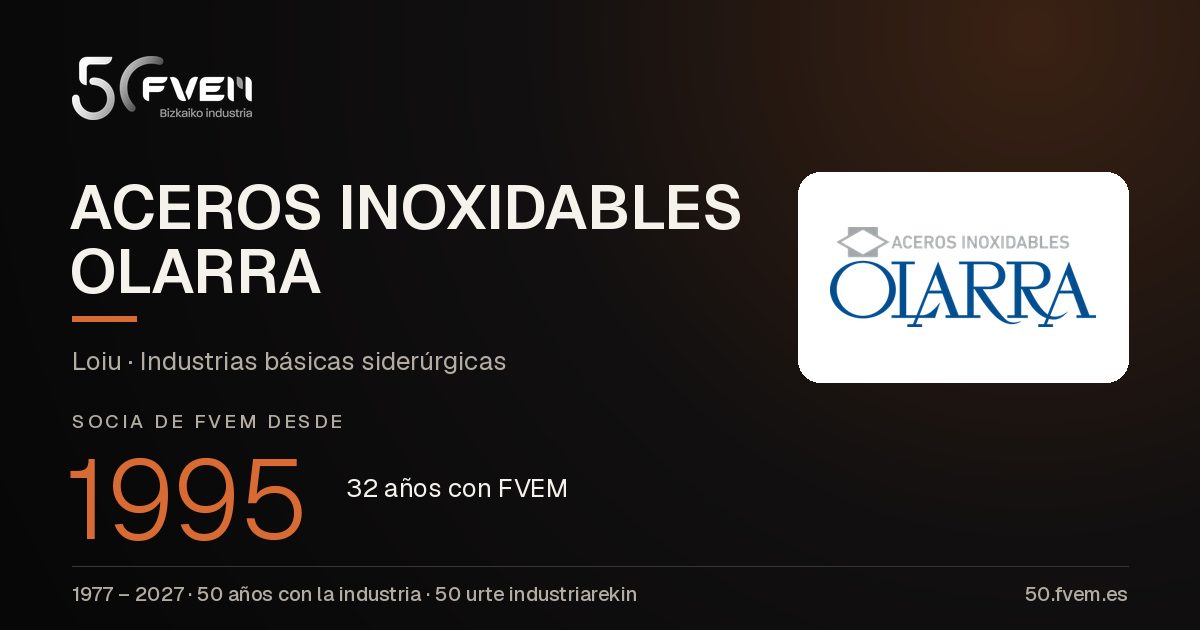 50 FVEM
Bizkaiko industria
ACEROS INOXIDABLES
OLARRA
ACEROS INOXIDABLES
OLARRA
Loiu · Industrias básicas siderúrgicas
SOCIA DE FVEM DESDE
1995
32 años con FVEM
1977 – 2027 · 50 años con la industria · 50 urte industriarekin
50.fvem.es